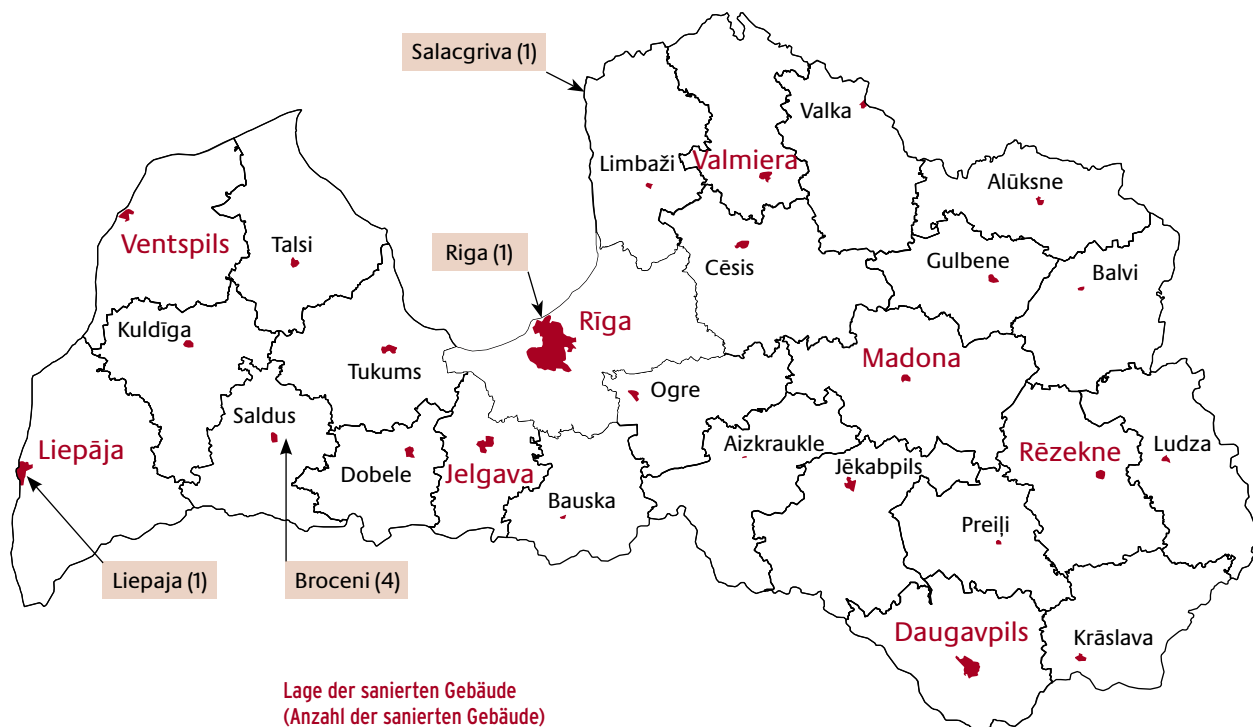 Salacgriva (1)
Valka
Limbaži
Valmiera
Alūksne
Ventspils
Talsi
Riga (1)
Cēsis
Gulbene
Balvi
Kuldīga
Rīga
Tukums
Madona
Ogre
Saldus
Liepāja
Dobele
Jelgava
Aizkraukle
Jēkabpils
Rēzekne
Ludza
Bauska
Preiļi
Liepaja (1)
Broceni (4)
Daugavpils
Krāslava
Lage der sanierten Gebäude
(Anzahl der sanierten Gebäude)